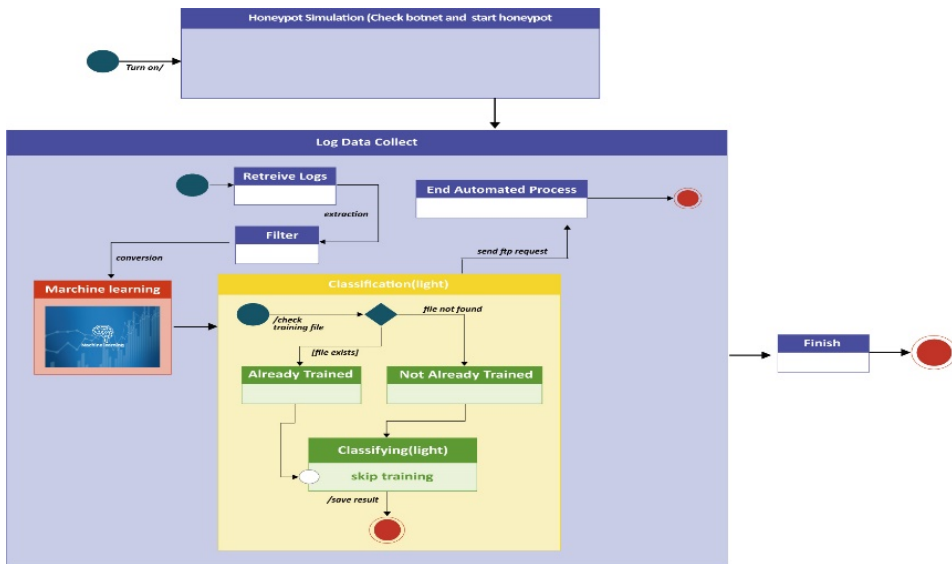 Honeypot Simulation (Check botnet and start honeypot
Turn on/
Log Data Collect
Retreive Logs
End Automated Process
extraction
Filter
send ftp request
conversion
Marchine learning
Classification(light)
Machine learning
/check
training file
file not found
[file exists]
Already Trained
Not Already Trained
Classifying(light)
skip training
/save result
Finish